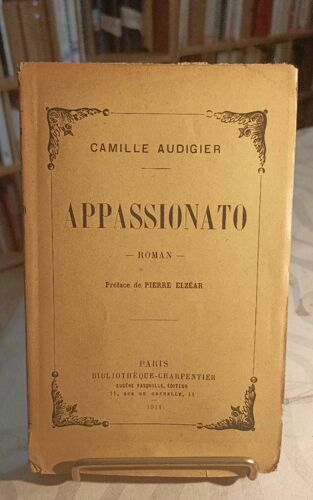 CAMILLE AUDIGIER
APPASSIONATO
— ROMAN —
Préface de PIERRE ELZÉAR
PARIS
BIBLIOTHÈQUE-CHARPENTIER
EUGÈNE FASQUELLE, ÉDITEUR
11, RUE DE GRENELLE, 11
1911